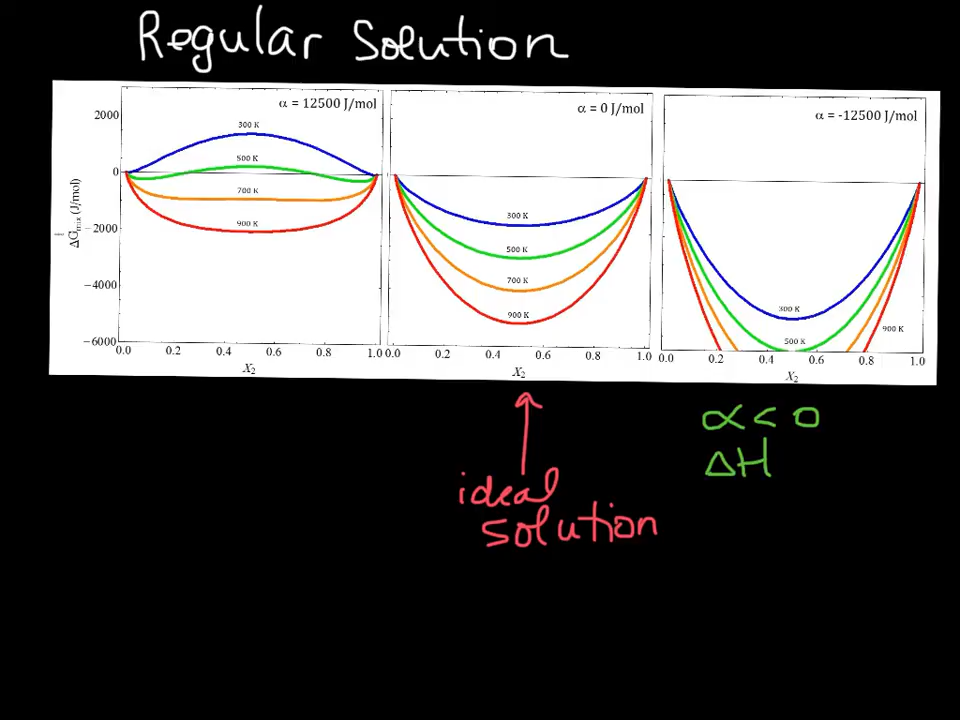 Regular Solution
α = 12500 J/mol
α = 0 J/mol
α = -12500 J/mol
2000
0
−2000
−4000
−6000
ΔGmix (J/mol)
300 K
500 K
700 K
900 K
300 K
500 K
700 K
900 K
300 K
500 K
900 K
0.0 0.2 0.4 0.6 0.8 1.0
0.0 0.2 0.4 0.6 0.8 1.0
0.0 0.2 0.4 0.6 0.8 1.0
X2
X2
X2
ideal
solution
α < 0
ΔH